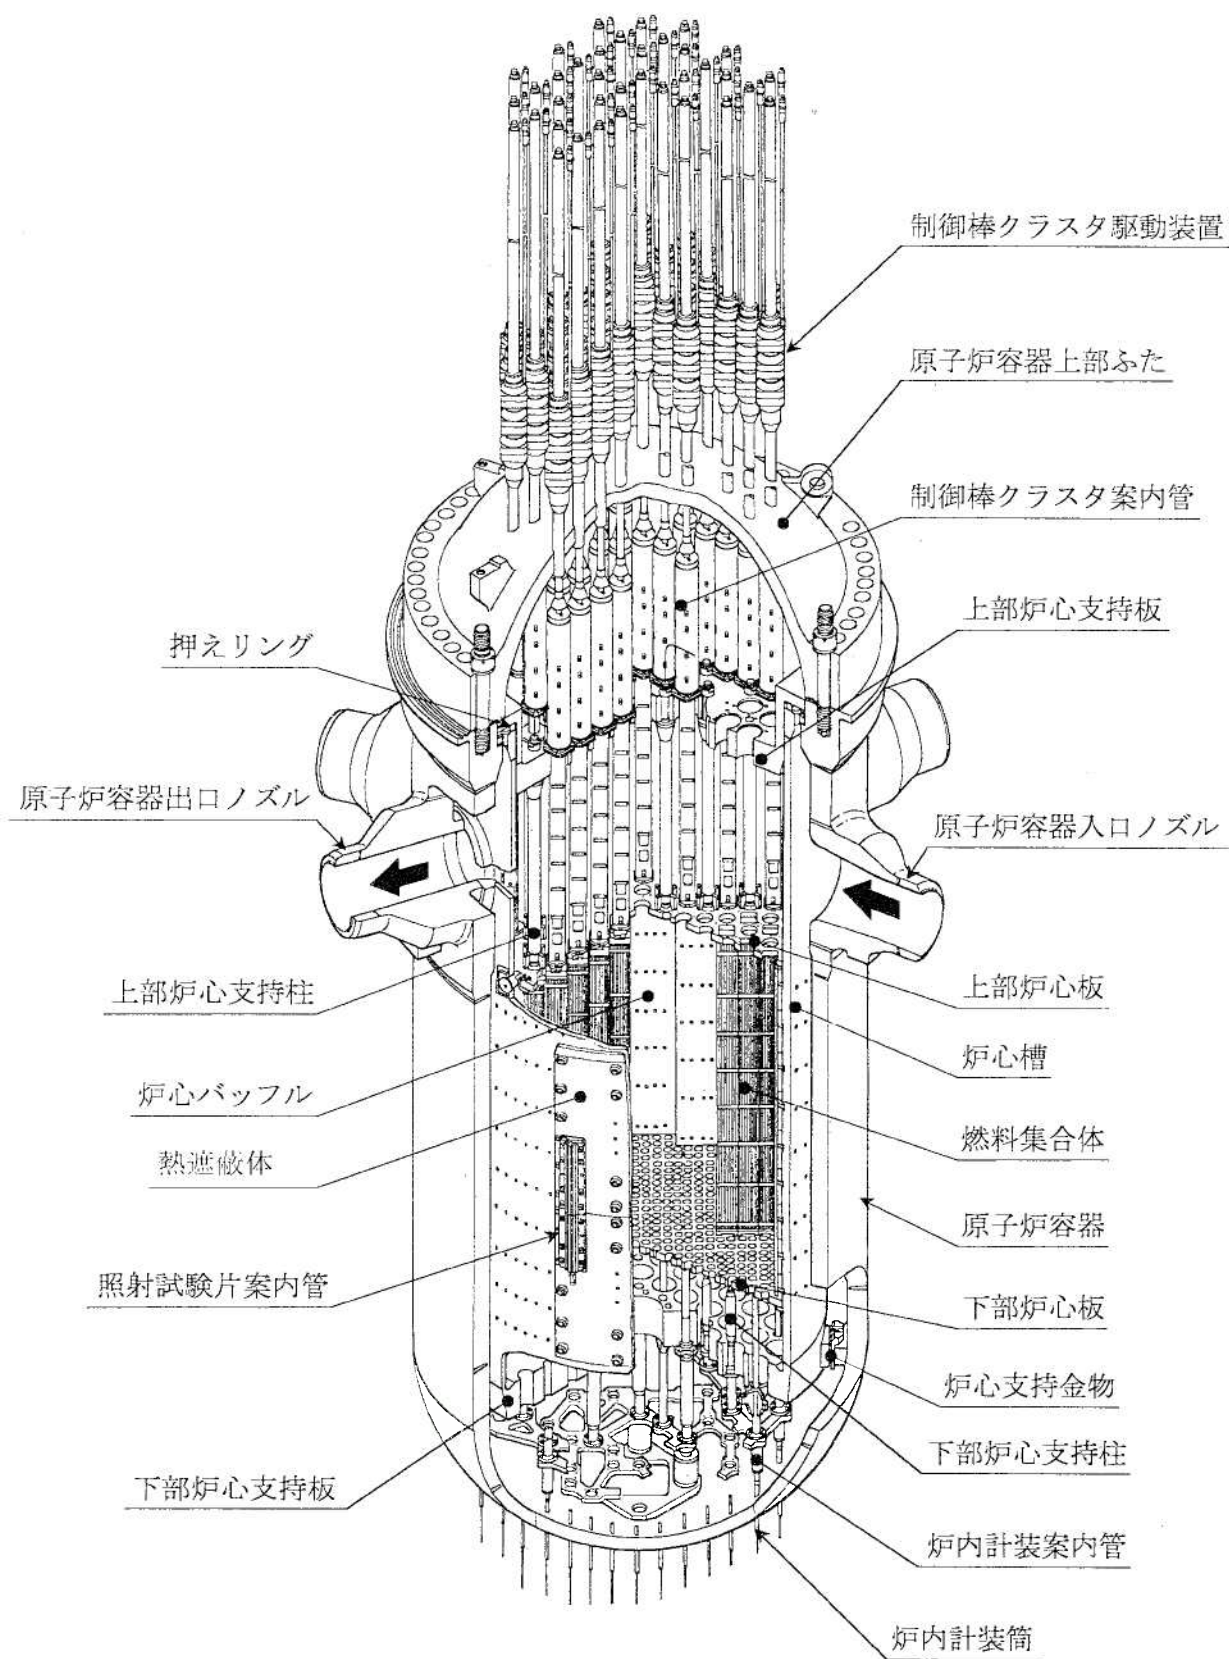 制御棒クラスタ駆動装置
原子炉容器上部ふた
制御棒クラスタ案内管
上部炉心支持板
押えリング
原子炉容器出口ノズル
原子炉容器入口ノズル
上部炉心支持柱
上部炉心板
炉心槽
炉心バッフル
燃料集合体
熱遮蔽体
原子炉容器
照射試験片案内管
下部炉心板
炉心支持金物
下部炉心支持柱
下部炉心支持板
炉内計装案内管
炉内計装筒